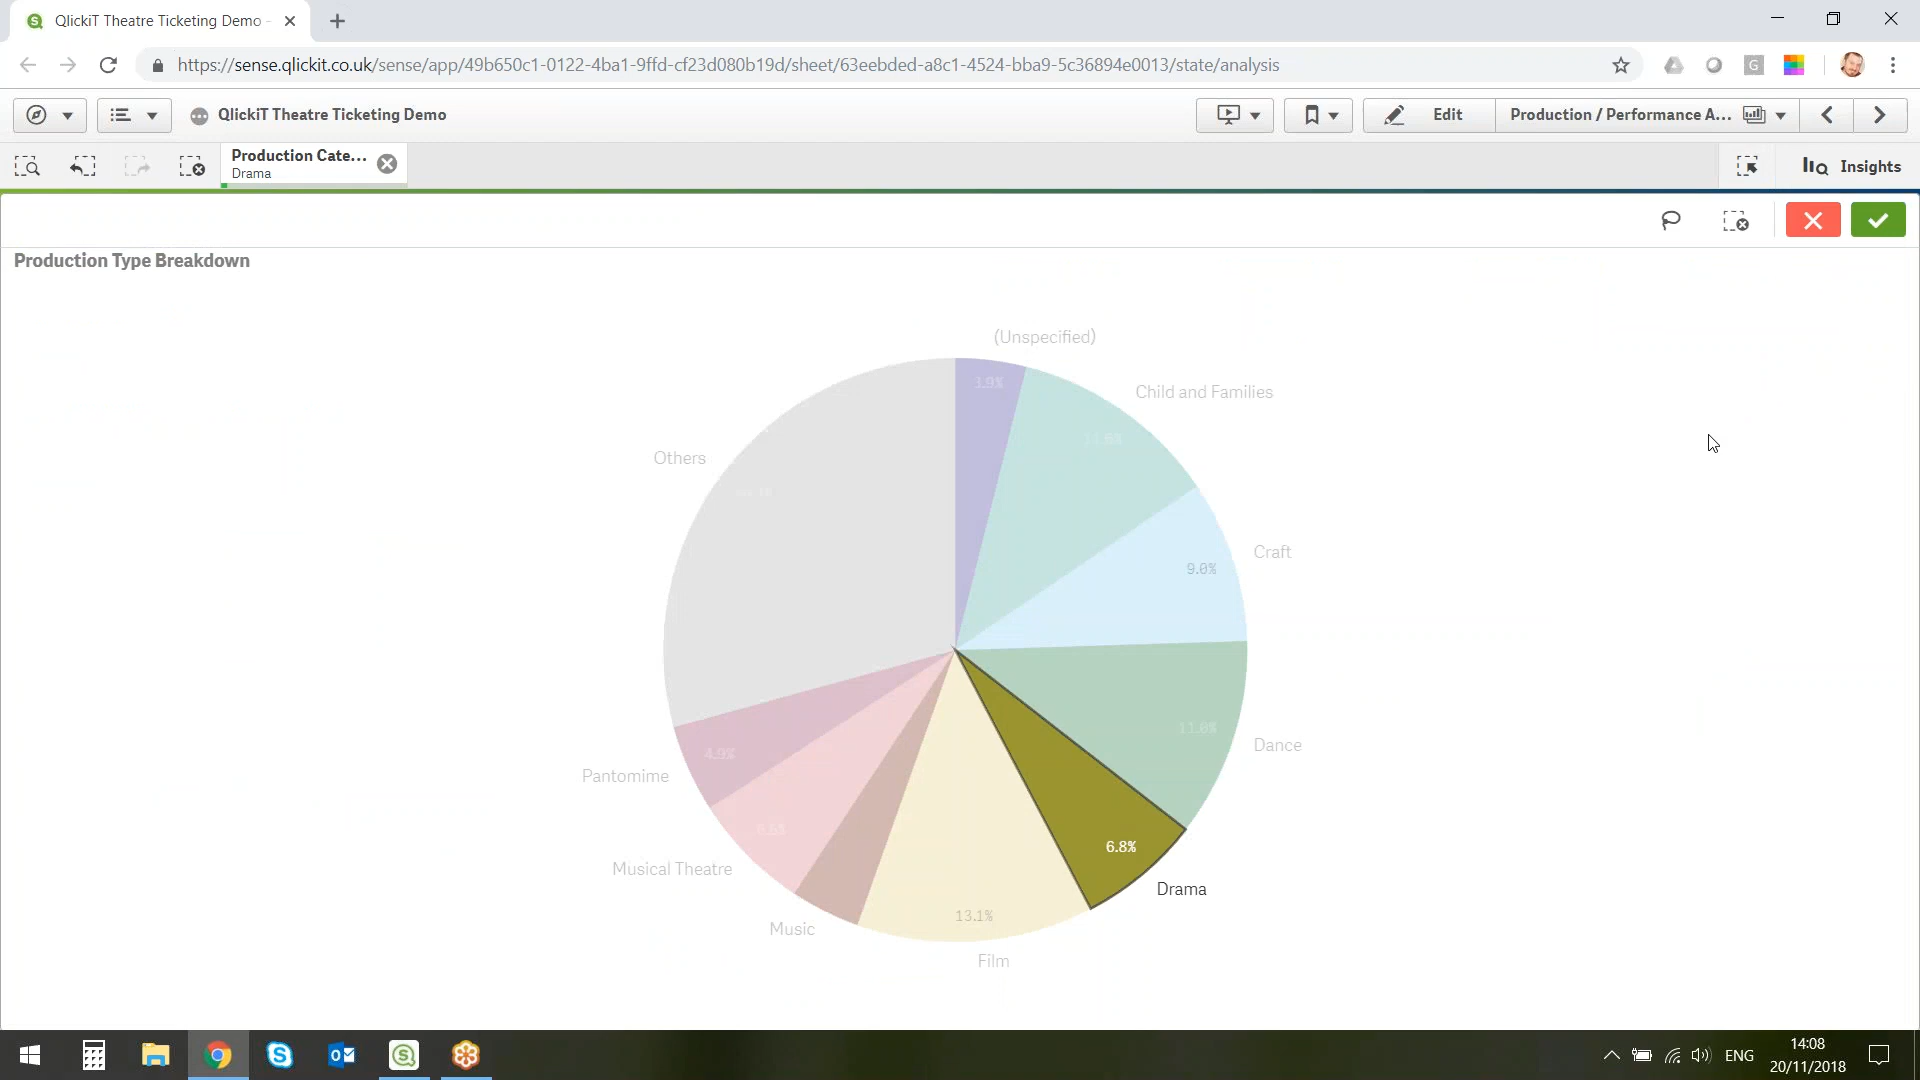 QlickiT Theatre Ticketing Demo -
https://sense.qlickit.co.uk/sense/app/49b650c1-0122-4ba1-9ffd-cf23d080b19d/sheet/63eebded-a8c1-4524-bba9-5c36894e0013/state/analysis
G
QlickiT Theatre Ticketing Demo
Edit
Production / Performance A...
Production Cate...
Drama
Insights
Production Type Breakdown
(Unspecified)
3.9%
Child and Families
Others
Craft
9.0%
Dance
Pantomime
4.9%
6.8%
Drama
Musical Theatre
Music
13.1%
Film
ENG
14:08
20/11/2018